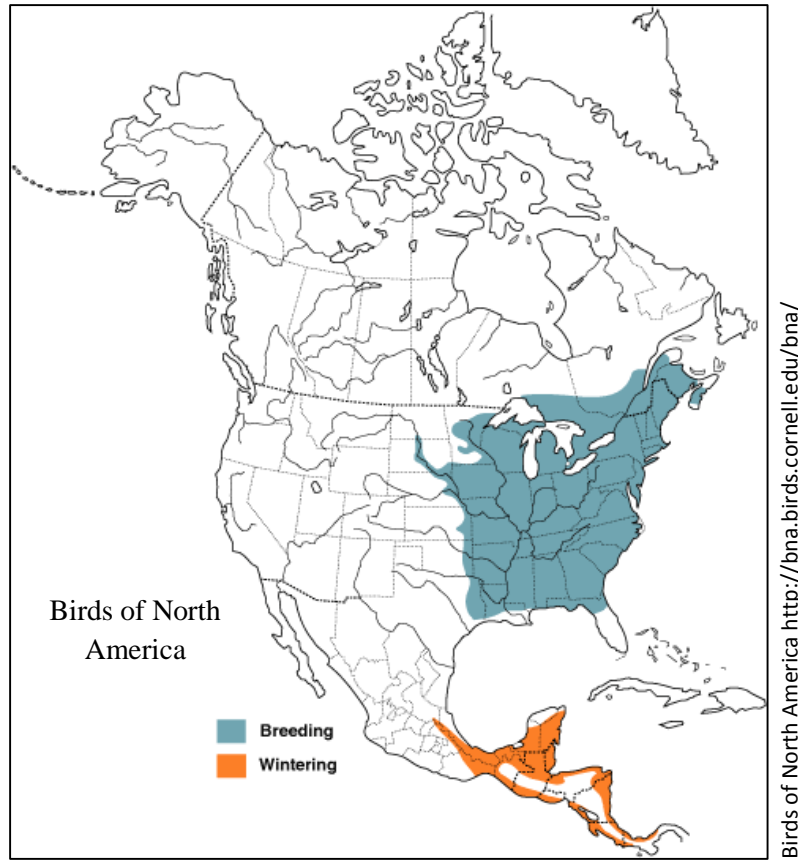 Birds of North
America
Breeding
Wintering
Birds of North America http://bna.birds.cornell.edu/bna/